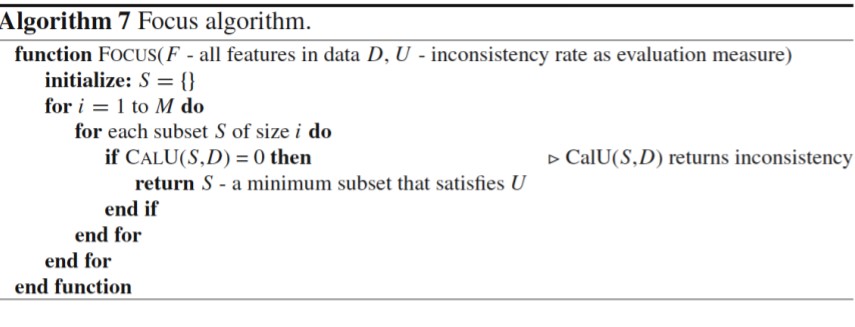 Algorithm 7 Focus algorithm.
function FOCUS(F - all features in data D, U - inconsistency rate as evaluation measure)
initialize: S = {}
for i = 1 to M do
for each subset S of size i do
if CALU(S,D) = 0 then ▹ CalU(S,D) returns inconsistency
return S - a minimum subset that satisfies U
end if
end for
end for
end function